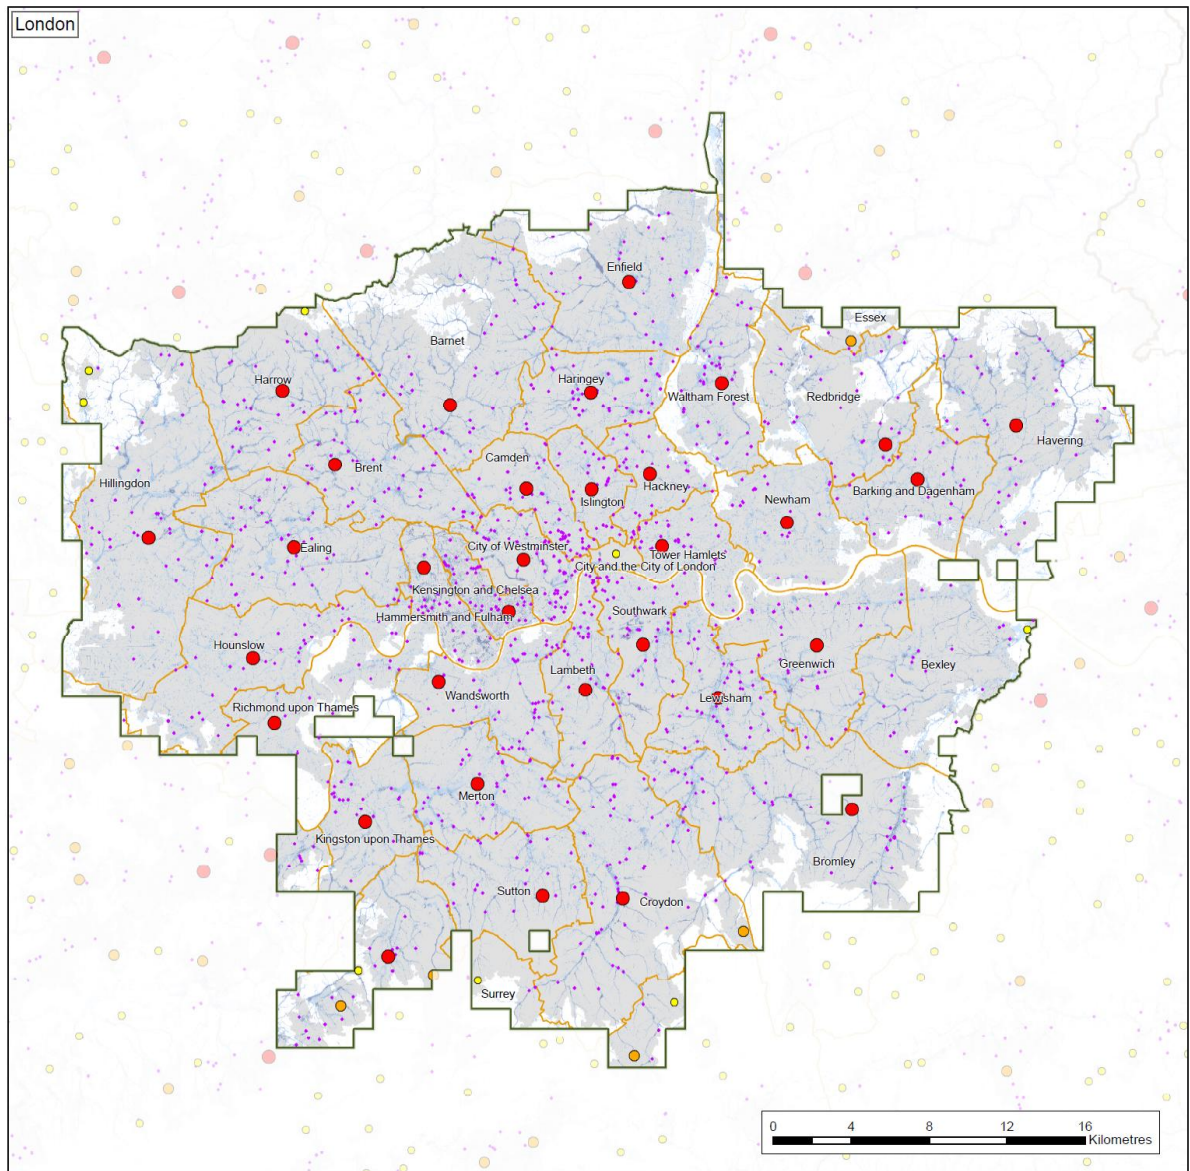 London
Enfield
Essex
Barnet
Harrow
Haringey
Waltham Forest
Redbridge
Havering
Camden
Brent
Hillingdon
Hackney
Islington
Barking and Dagenham
Newham
City of Westminster
Ealing
Tower Hamlets
City and the City of London
Kensington and Chelsea
Hammersmith and Fulham
Southwark
Hounslow
Greenwich
Bexley
Lambeth
Wandsworth
Lewisham
Richmond upon Thames
Merton
Kingston upon Thames
Bromley
Sutton
Croydon
Surrey
0 4 8 12 16
Kilometres